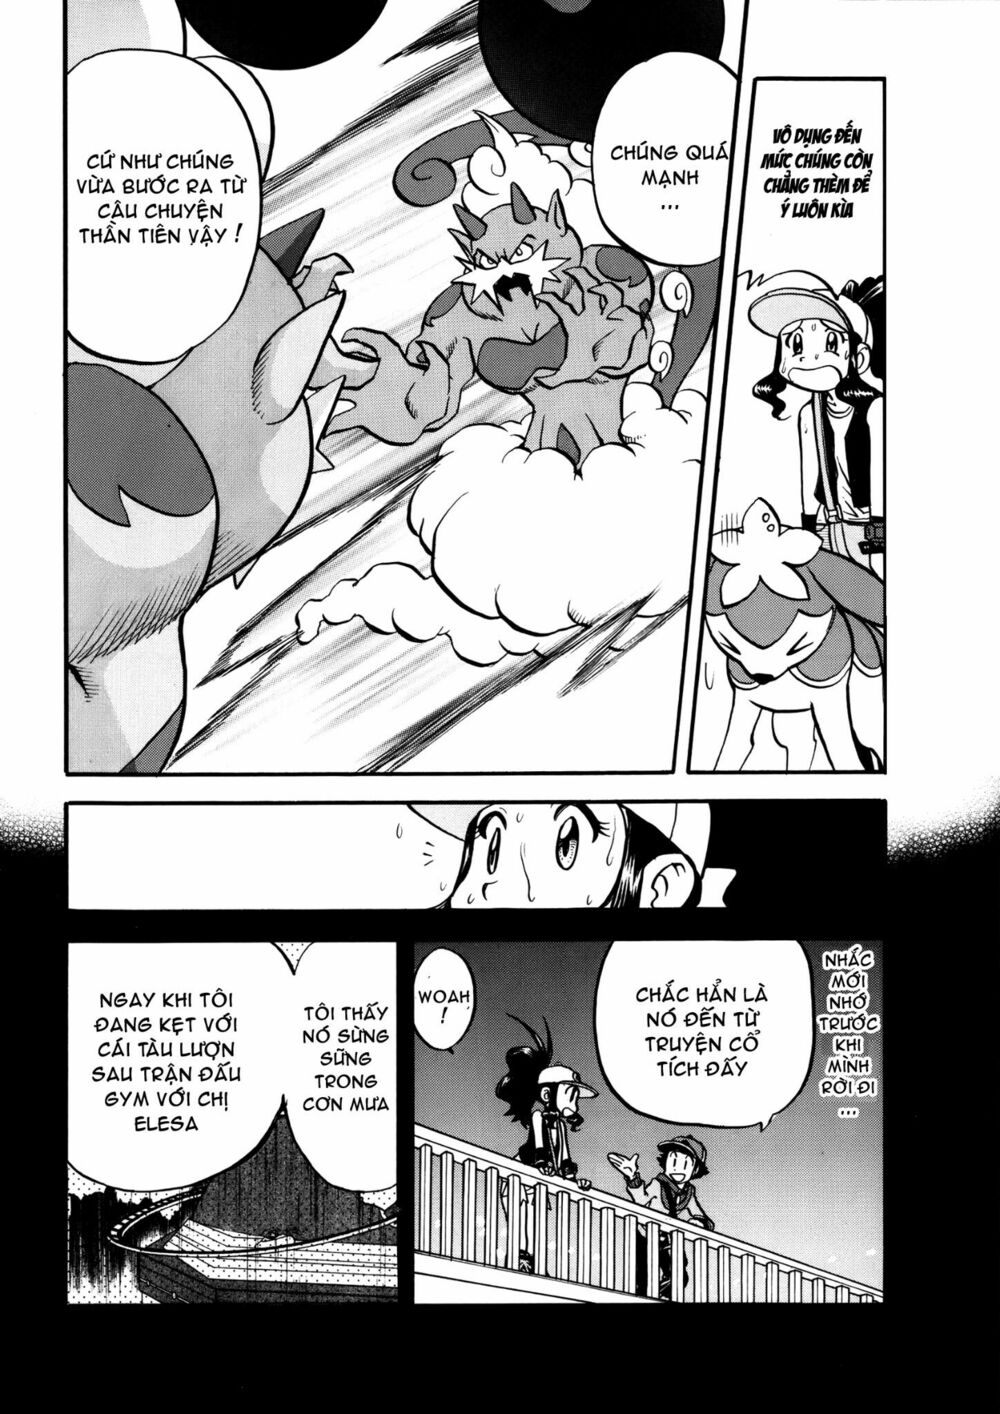 VÔ DỤNG ĐẾN
MỨC CHÚNG CÒN
CHẲNG THÈM ĐỂ
Ý LUÔN KÌA
CHÚNG QUÁ
MẠNH
...
CỨ NHƯ CHÚNG
VỪA BƯỚC RA TỪ
CÂU CHUYỆN
THẦN TIÊN VẬY !
NHẮC
MỚI
NHỚ
TRƯỚC
KHI
MÌNH
RỜI ĐI
...
CHẮC HẲN LÀ
NÓ ĐẾN TỪ
TRUYỆN CỔ
TÍCH ĐẤY
WOAH
!
TÔI THẤY
NÓ SỪNG
SỮNG
TRONG
CƠN MƯA
NGAY KHI TÔI
ĐANG KẸT VỚI
CÁI TÀU LƯỢN
SAU TRẬN ĐẤU
GYM VỚI CHỊ
ELESA